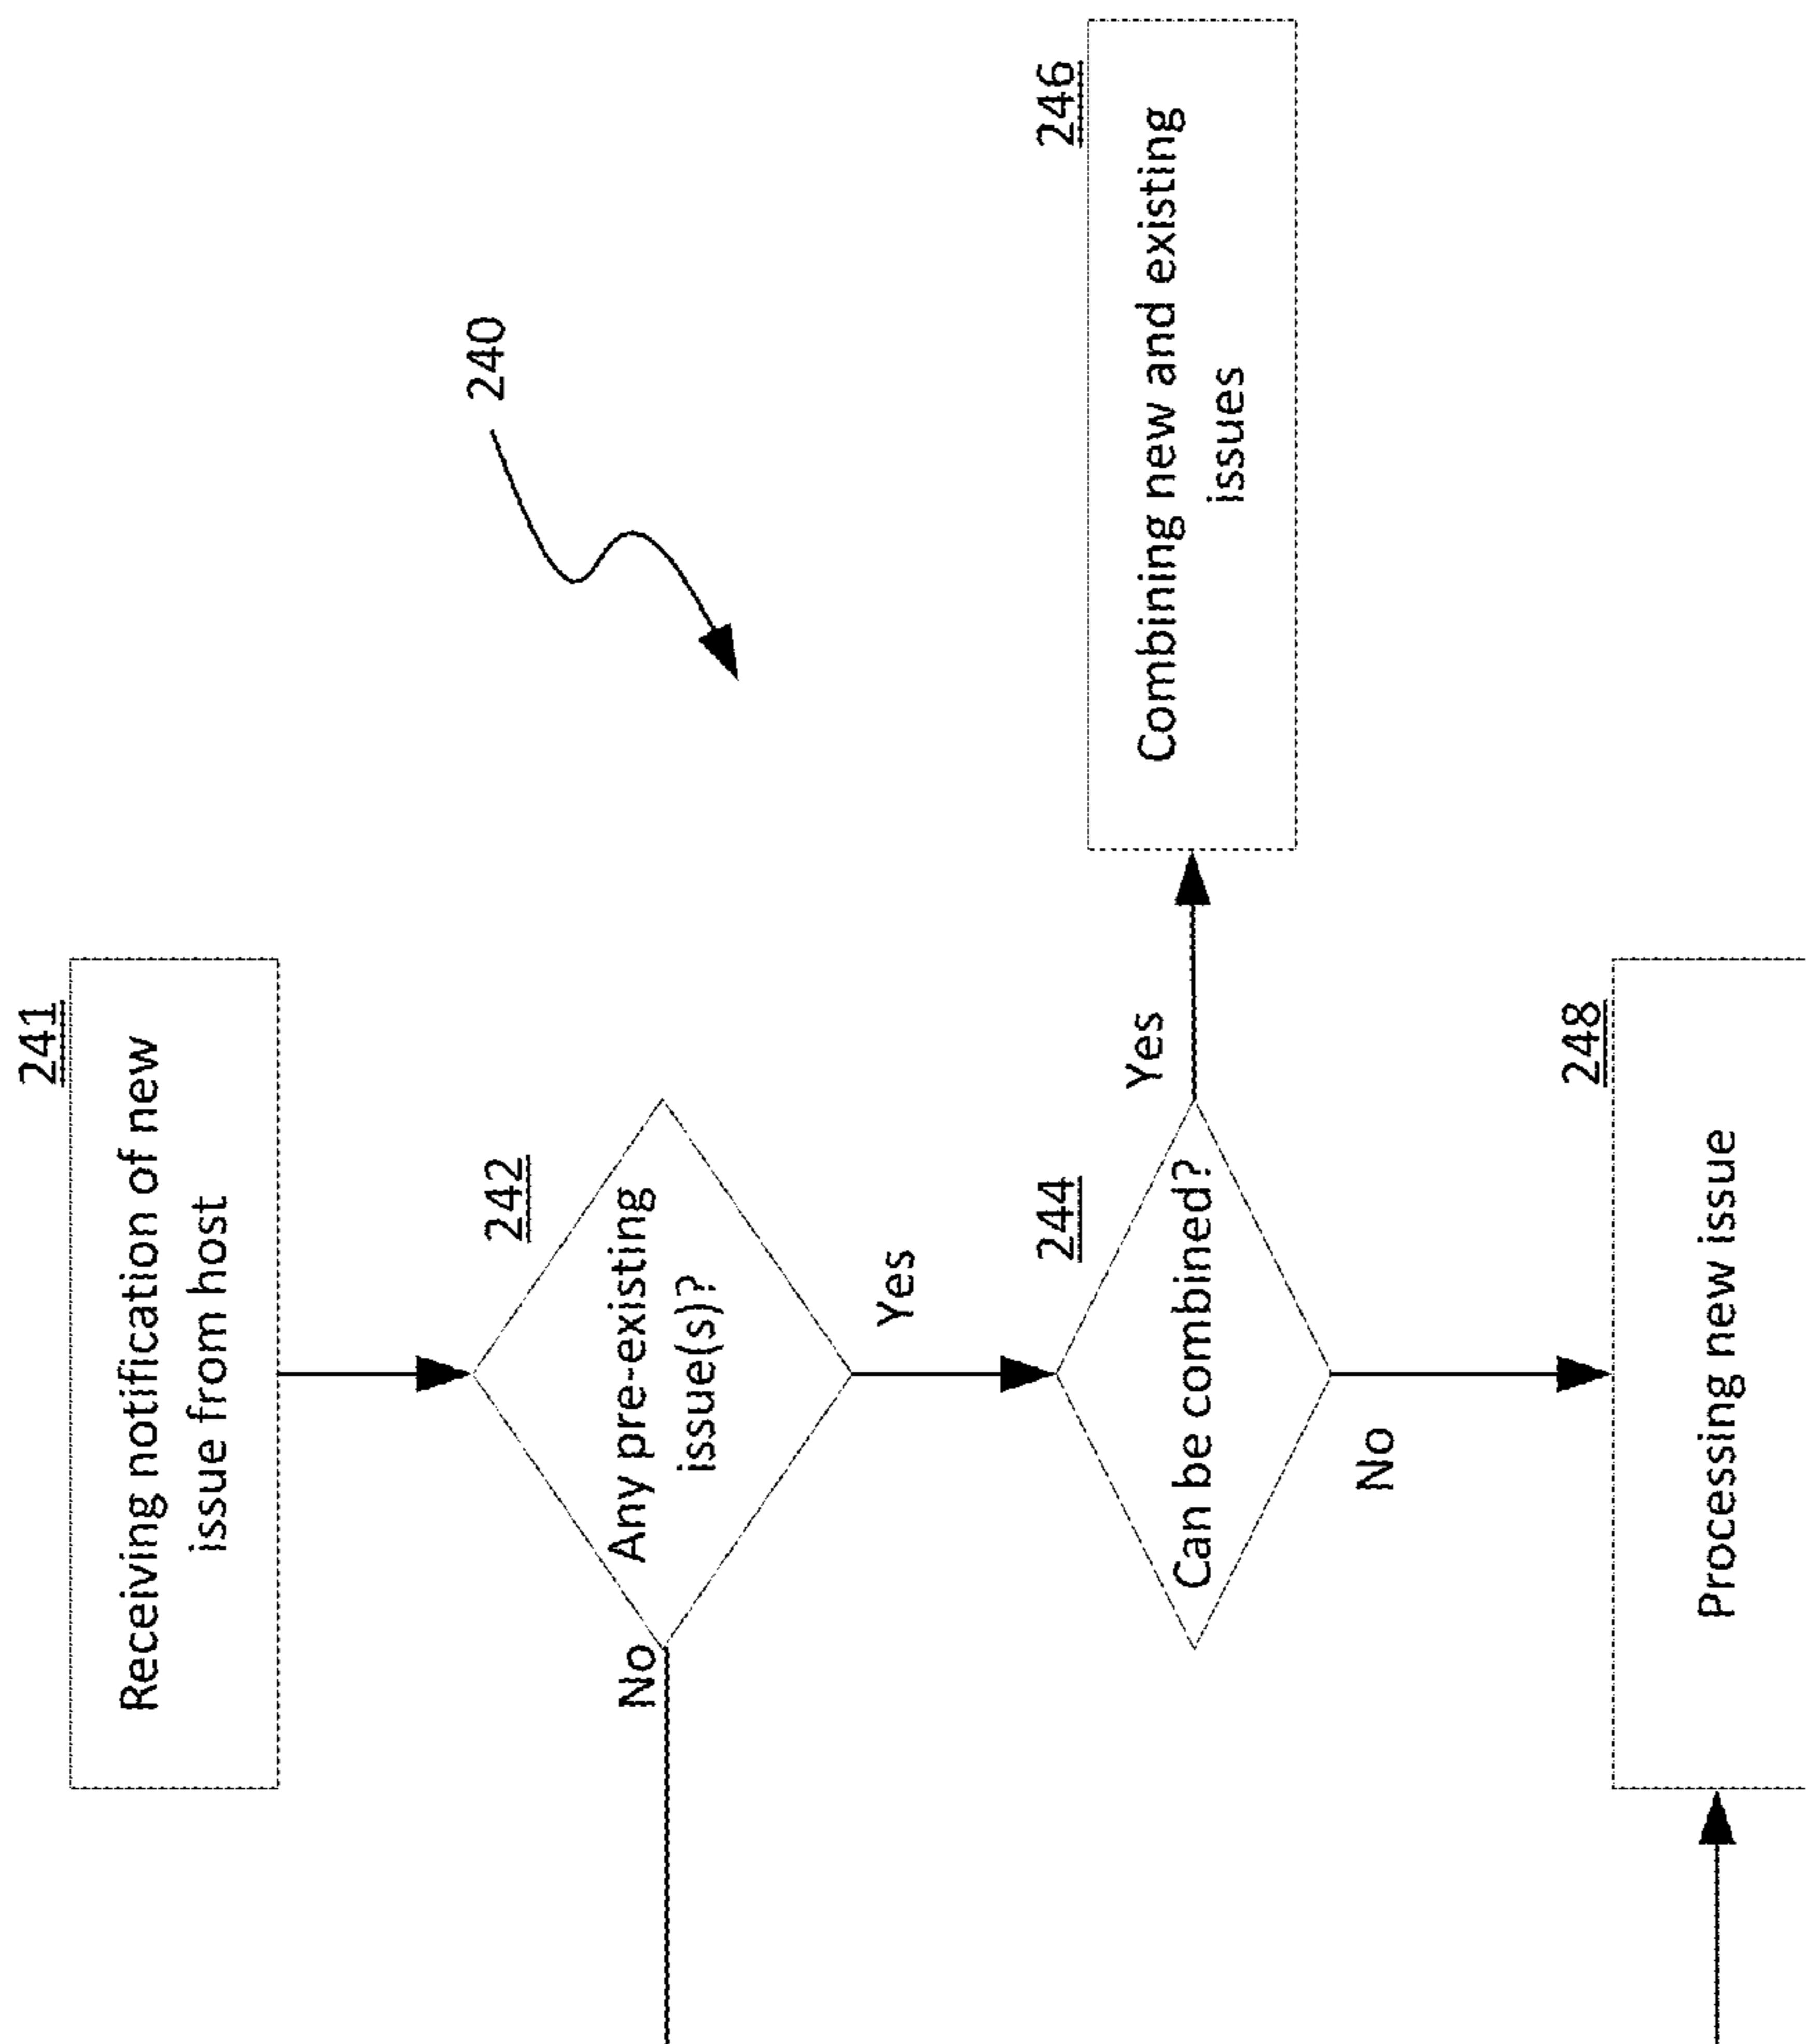 241
Receiving notification of new
issue from host
240
242
Any pre-existing
issue(s)?
No
Yes
244
Can be combined?
Yes
246
Combining new and existing
issues
No
248
Processing new issue